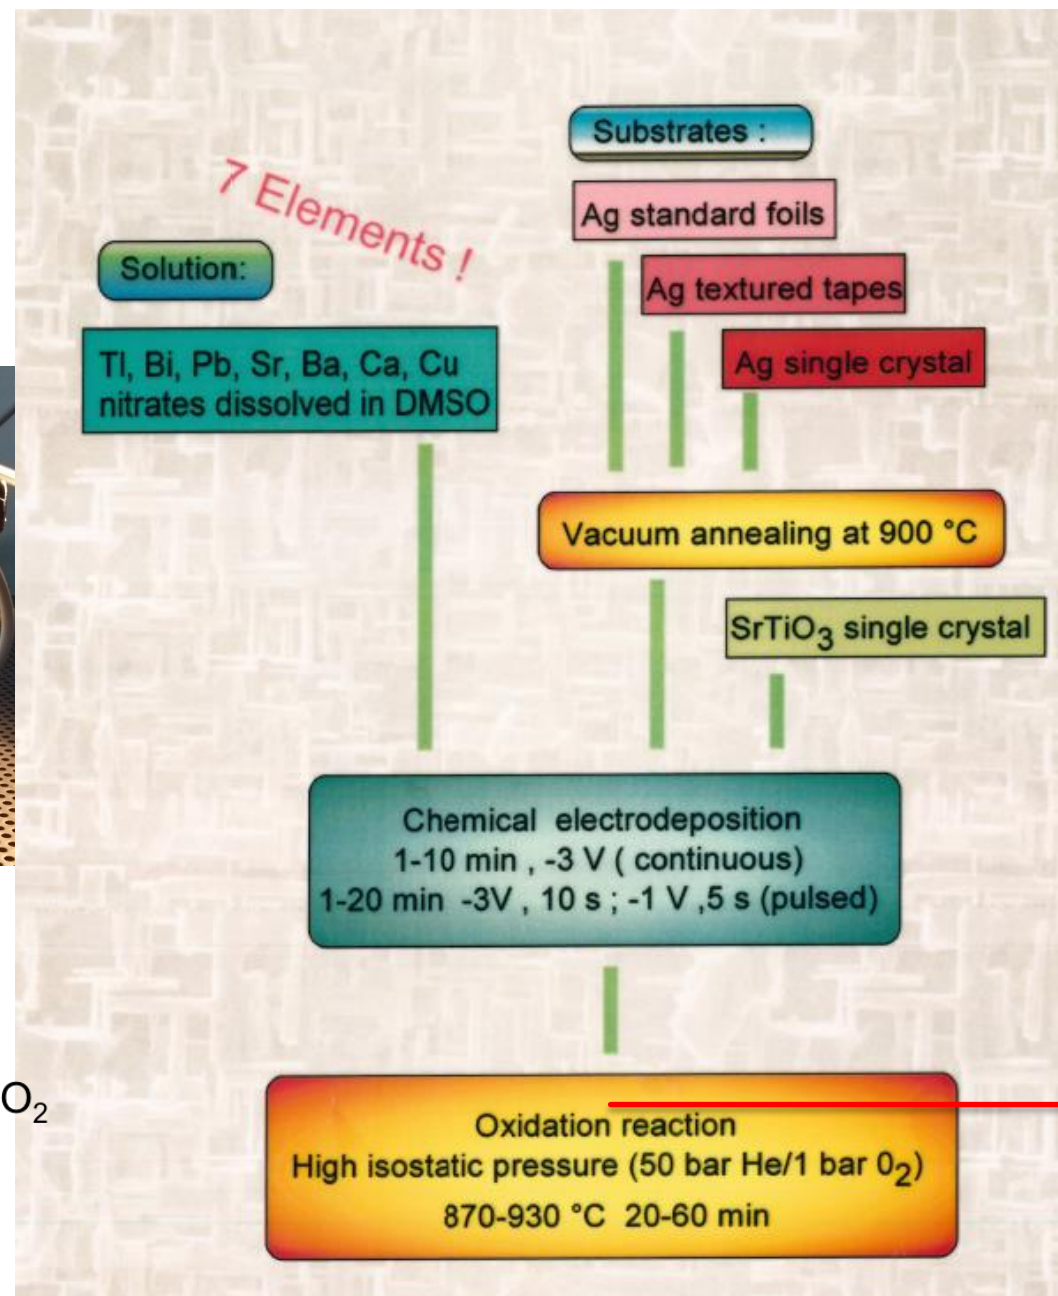 Substrates :
7 Elements !
Ag standard foils
Solution:
Ag textured tapes
Tl, Bi, Pb, Sr, Ba, Ca, Cu
nitrates dissolved in DMSO
Ag single crystal
Vacuum annealing at 900 °C
SrTiO₃ single crystal
Chemical electrodeposition
1-10 min , -3 V ( continuous)
1-20 min -3V , 10 s ; -1 V ,5 s (pulsed)
O₂
Oxidation reaction
High isostatic pressure (50 bar He/1 bar 0₂)
870-930 °C 20-60 min